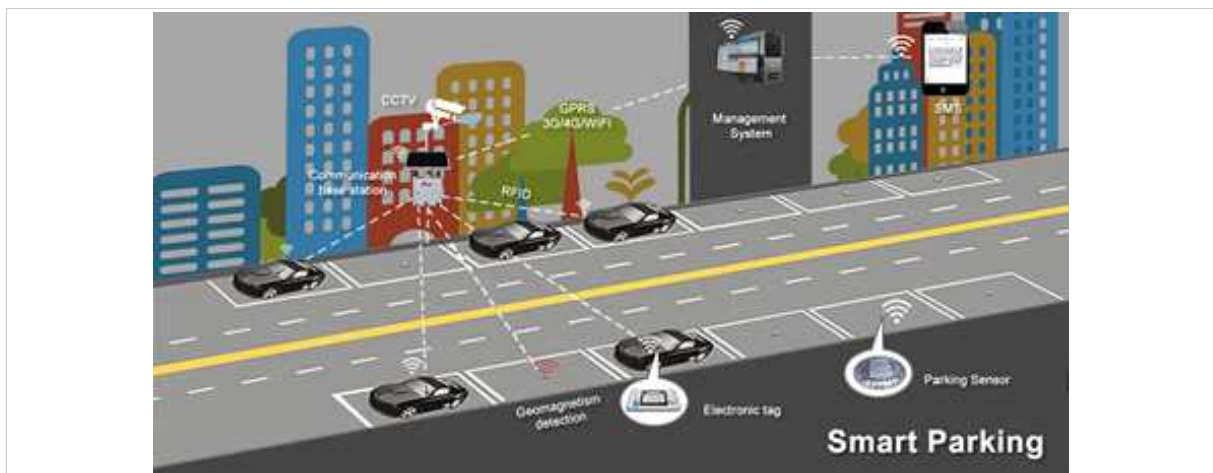 CCTV
GPRS
3G/4G/WIFI
Management
System
SMS
Communication
base station
RFID
Geomagnetism
detection
Electronic tag
Parking Sensor
Smart Parking